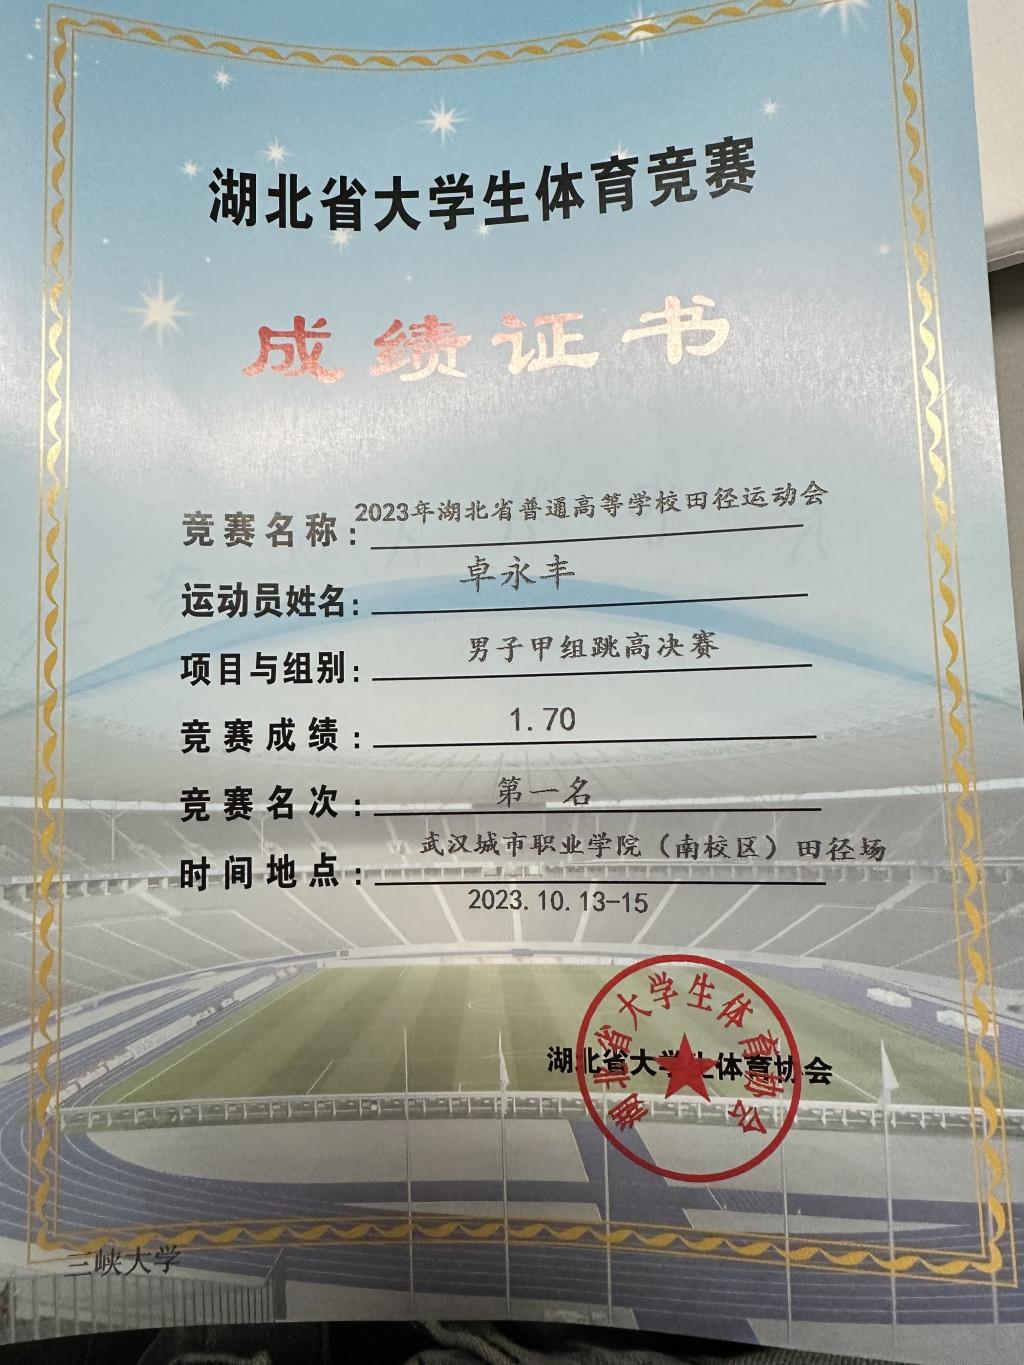 湖北省大学生体育竞赛
成绩证书
竞赛名称：2023年湖北省普通高等学校田径运动会
运动员姓名：卓永丰
项目与组别：男子甲组跳高决赛
竞赛成绩：1.70
竞赛名次：第一名
时间地点：武汉城市职业学院（南校区）田径场
2023.10.13-15
湖北省大学生体育协会
湖北省大学生体育协会
三峡大学